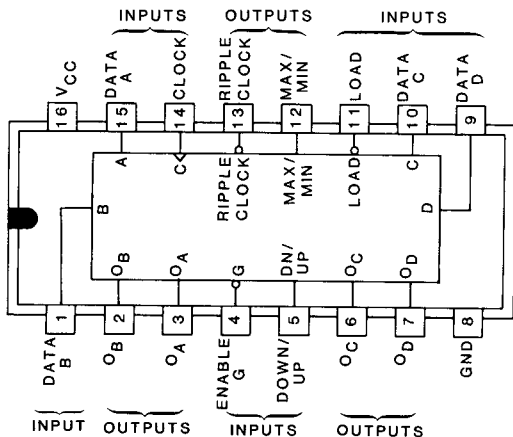 INPUTS OUTPUTS INPUTS
VCC
DATA A
CLOCK
RIPPLE CLOCK
MAX/ MIN
LOAD
DATA C
DATA D
16 15 14 13 12 11 10 9
A C RIPPLE CLOCK MAX/ MIN LOAD C
B D
OB OA G DN/ UP OC OD
1 2 3 4 5 6 7 8
DATA B
OB
OA
ENABLE G
DOWN/ UP
OC
OD
GND
INPUT OUTPUTS INPUTS OUTPUTS